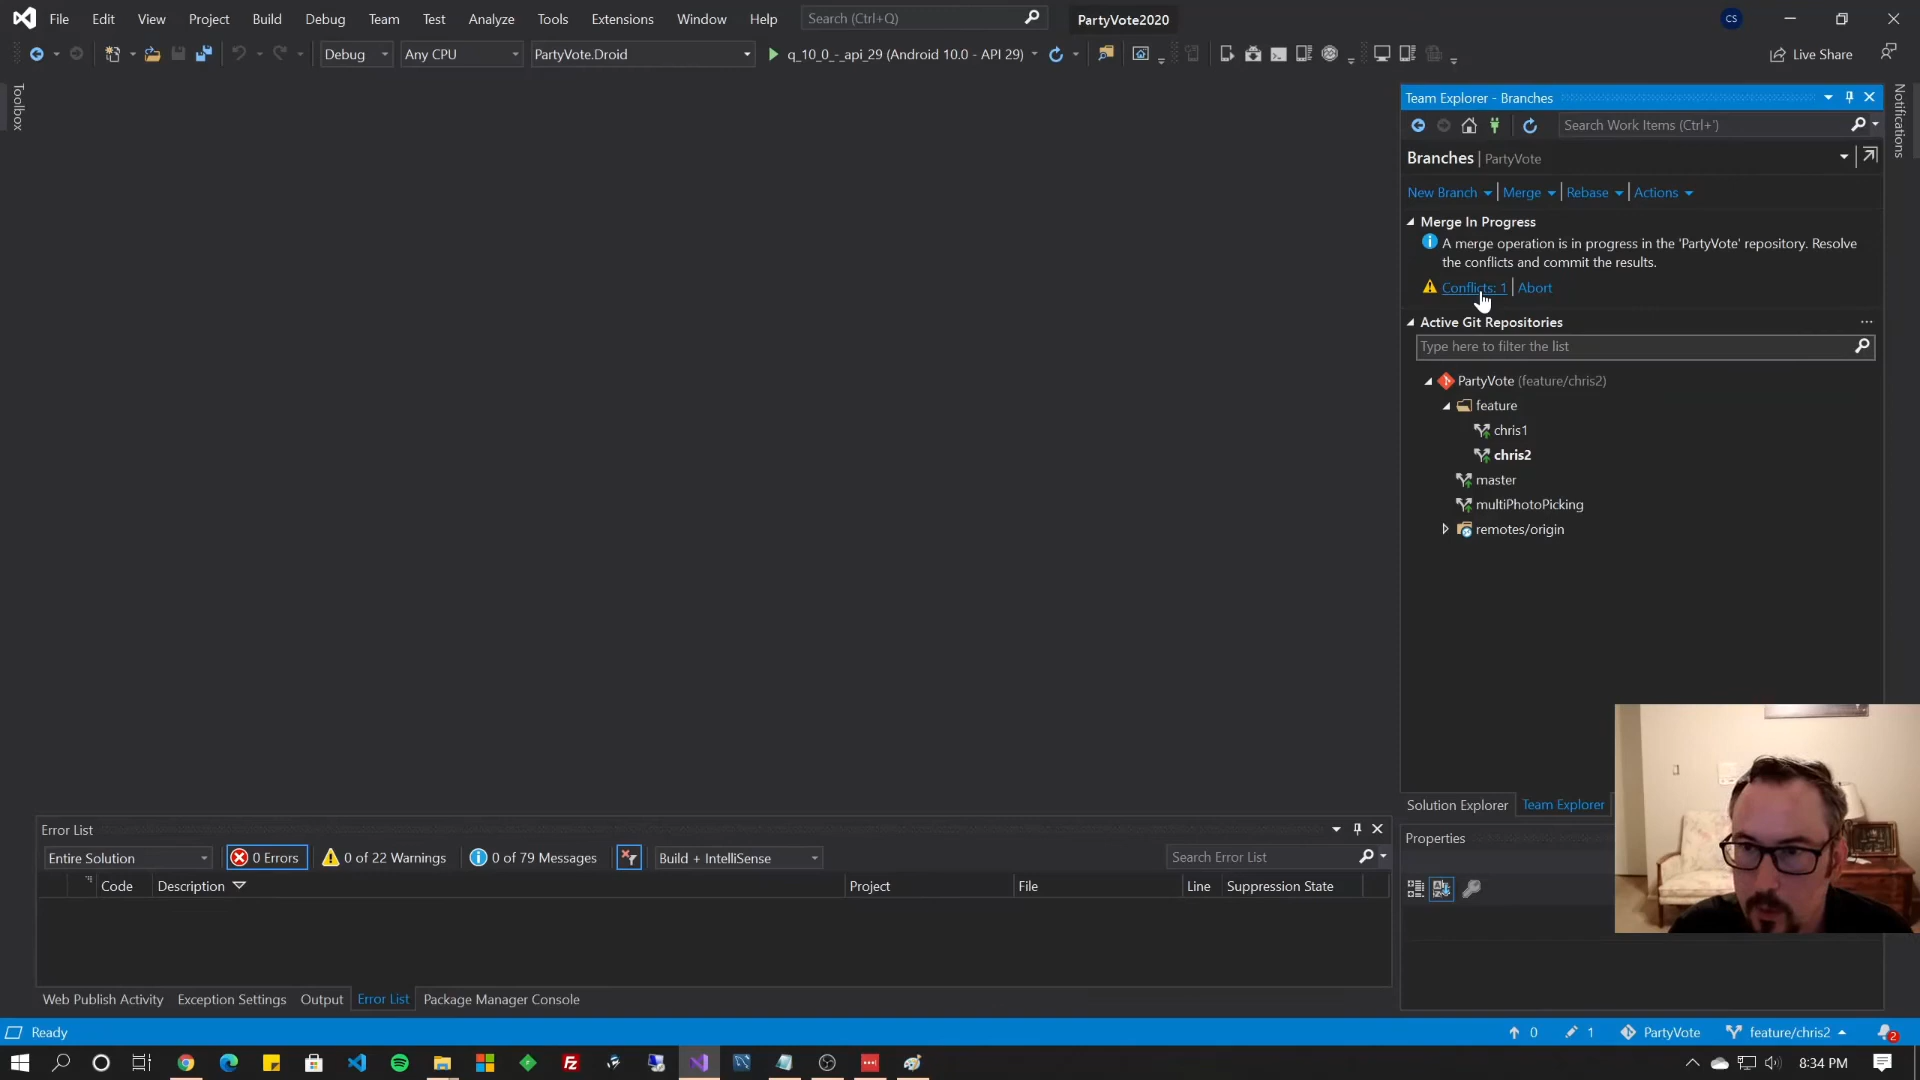 File Edit View Project Build Debug Team Test Analyze Tools Extensions Window Help Search (Ctrl+Q) PartyVote2020 CS
Debug Any CPU PartyVote.Droid q_10_0_-_api_29 (Android 10.0 - API 29) Live Share
Toolbox
Notifications
Team Explorer - Branches
Search Work Items (Ctrl+')
Branches | PartyVote
New Branch Merge Rebase Actions
Merge In Progress
A merge operation is in progress in the 'PartyVote' repository. Resolve
the conflicts and commit the results.
Conflicts: 1 Abort
Active Git Repositories ...
Type here to filter the list
PartyVote (feature/chris2)
feature
chris1
chris2
master
multiPhotoPicking
remotes/origin
Solution Explorer Team Explorer
Properties
Error List
Entire Solution 0 Errors 0 of 22 Warnings 0 of 79 Messages Build + IntelliSense Search Error List
Code Description Project File Line Suppression State
Web Publish Activity Exception Settings Output Error List Package Manager Console
Ready 0 1 PartyVote feature/chris2 2
8:34 PM